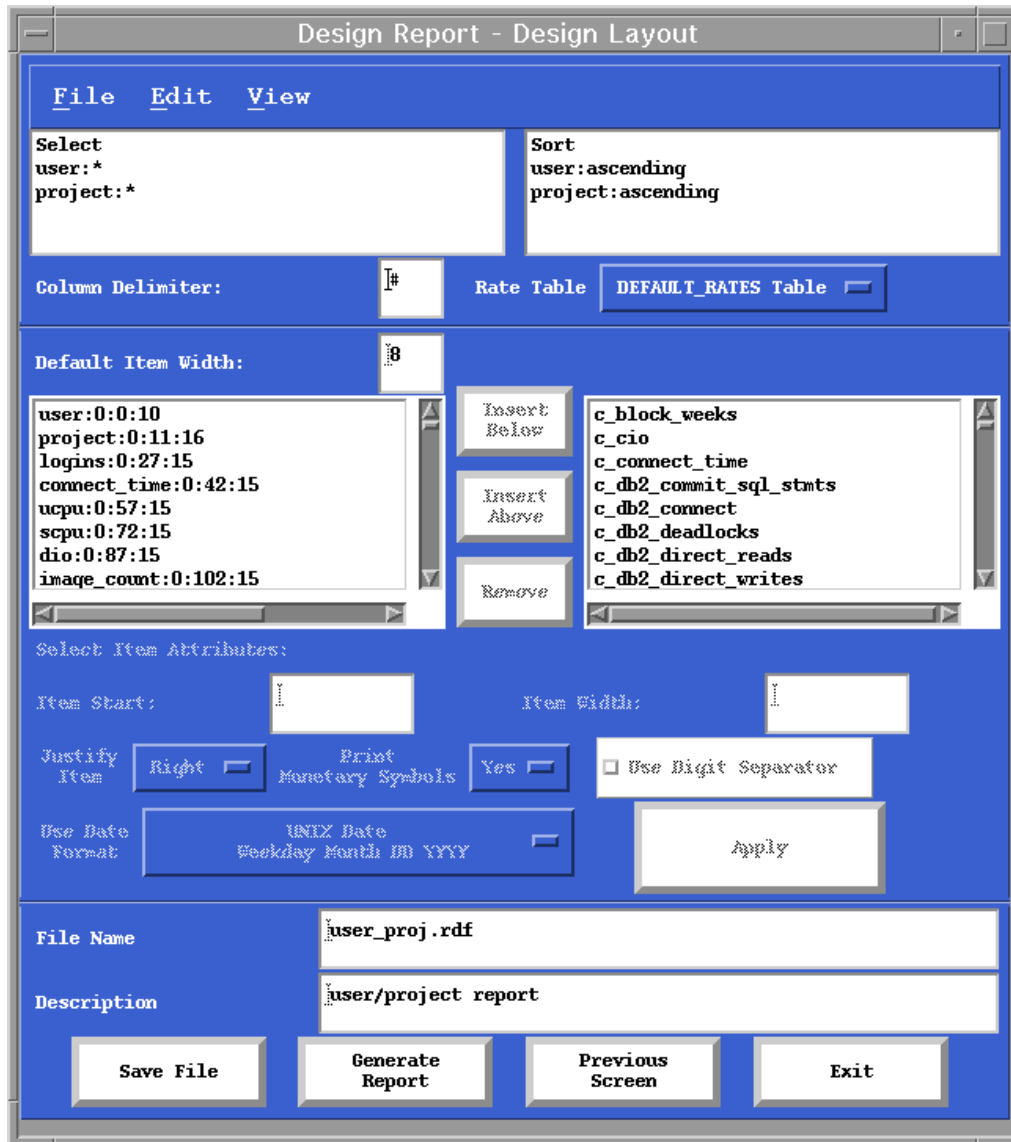 Design Report - Design Layout
File Edit View
Select
user:*
project:*
Sort
user:ascending
project:ascending
Column Delimiter:
#
Rate Table
DEFAULT_RATES Table
Default Item Width:
8
user:0:0:10
project:0:11:16
logins:0:27:15
connect_time:0:42:15
ucpu:0:57:15
scpu:0:72:15
dio:0:87:15
image_count:0:102:15
Insert
Below
Insert
Above
Remove
c_block_weeks
c_cio
c_connect_time
c_db2_commit_sql_stmts
c_db2_connect
c_db2_deadlocks
c_db2_direct_reads
c_db2_direct_writes
Select Item Attributes:
Item Start:
Item Width:
Justify
Item
Right
Print
Monetary Symbols
Yes
Use Digit Separator
Use Date
Format
UNIX Date
Weekday Month DD YYYY
Apply
File Name
user_proj.rdf
Description
user/project report
Save File
Generate
Report
Previous
Screen
Exit